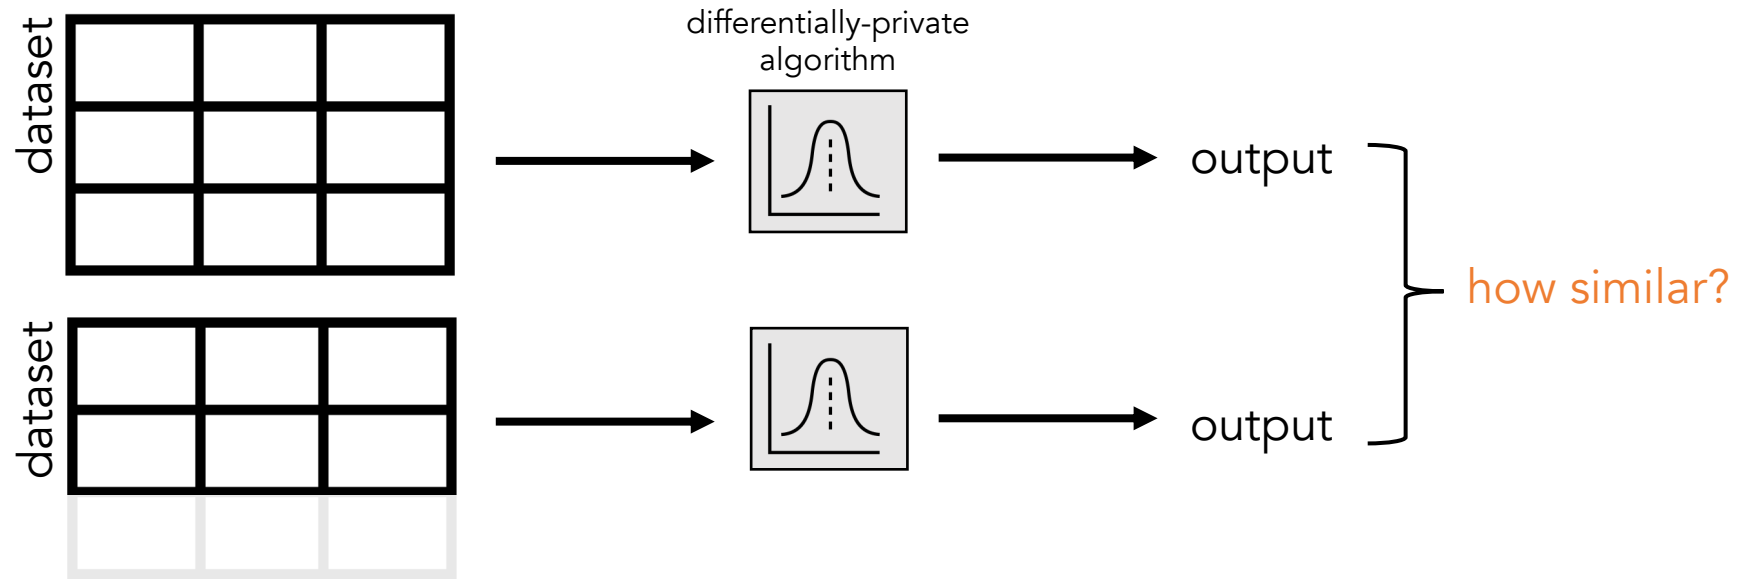 dataset
differentially-private
algorithm
output
how similar?
dataset
output